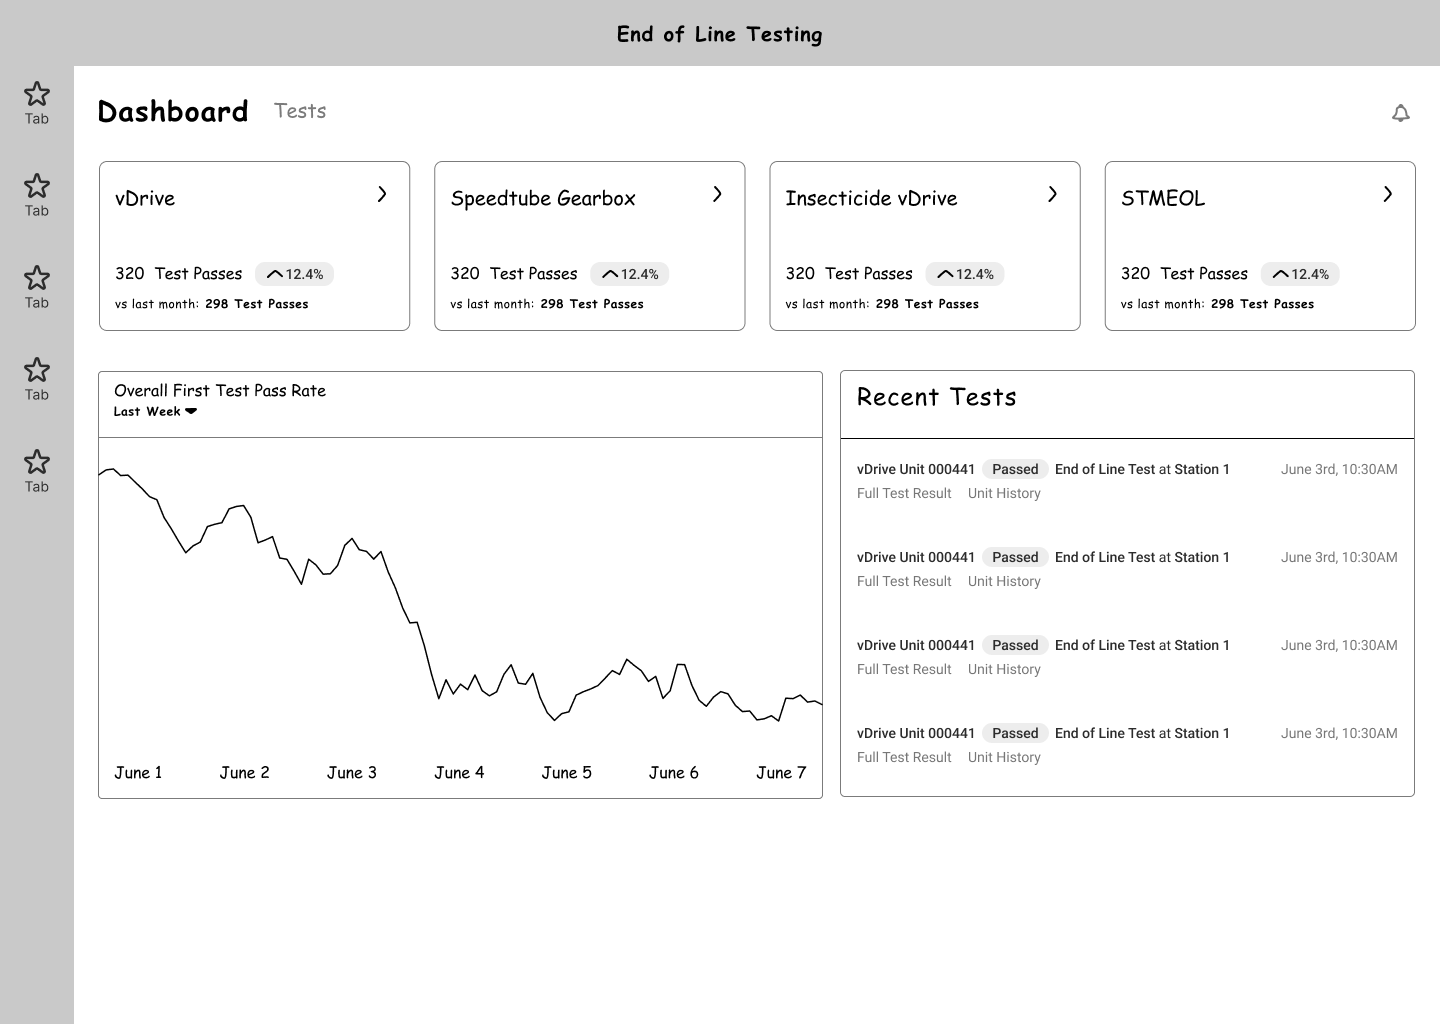 End of Line Testing
Tab
Tab
Tab
Tab
Tab
Dashboard Tests
vDrive
320 Test Passes 12.4%
vs last month: 298 Test Passes
Speedtube Gearbox
320 Test Passes 12.4%
vs last month: 298 Test Passes
Insecticide vDrive
320 Test Passes 12.4%
vs last month: 298 Test Passes
STMEOL
320 Test Passes 12.4%
vs last month: 298 Test Passes
Overall First Test Pass Rate
Last Week
June 1 June 2 June 3 June 4 June 5 June 6 June 7
Recent Tests
vDrive Unit 000441 Passed End of Line Test at Station 1 June 3rd, 10:30AM
Full Test Result Unit History
vDrive Unit 000441 Passed End of Line Test at Station 1 June 3rd, 10:30AM
Full Test Result Unit History
vDrive Unit 000441 Passed End of Line Test at Station 1 June 3rd, 10:30AM
Full Test Result Unit History
vDrive Unit 000441 Passed End of Line Test at Station 1 June 3rd, 10:30AM
Full Test Result Unit History